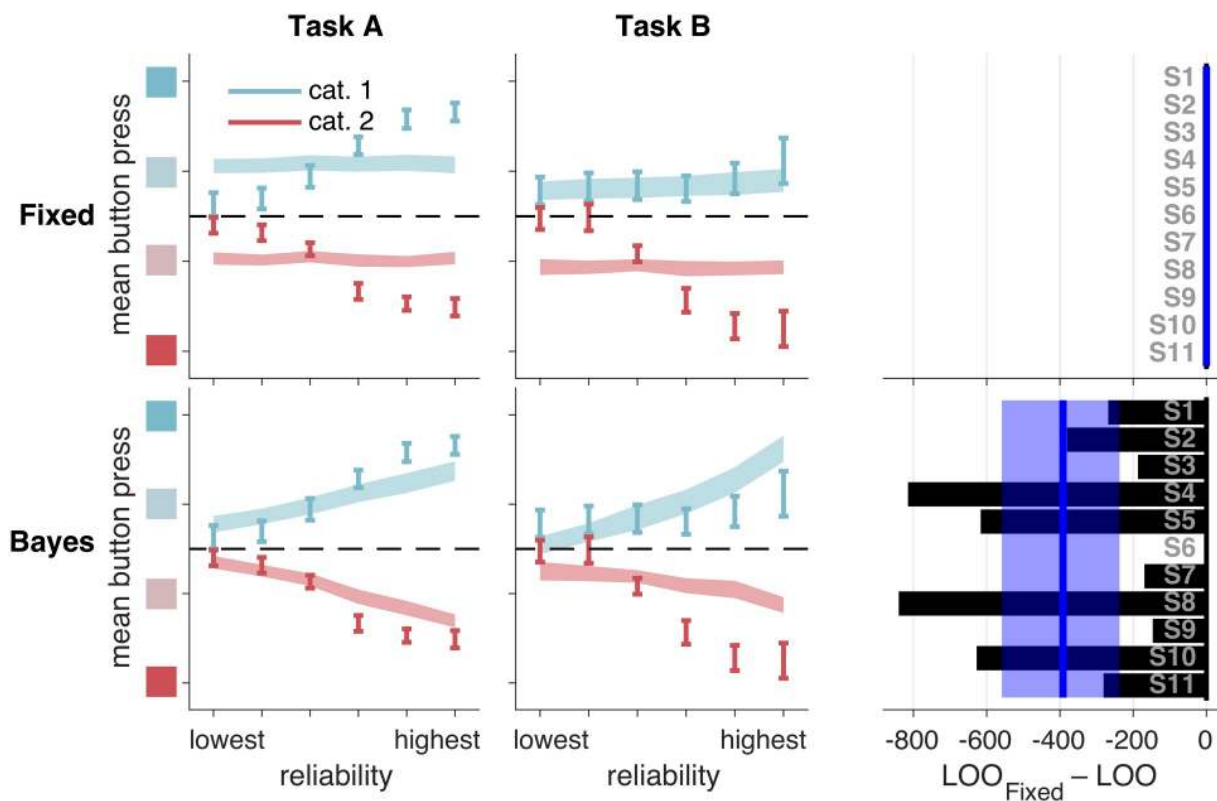 Task A
Task B
cat. 1
cat. 2
mean button press
Fixed
S1
S2
S3
S4
S5
S6
S7
S8
S9
S10
S11
mean button press
Bayes
S1
S2
S3
S4
S5
S6
S7
S8
S9
S10
S11
lowest highest
lowest highest
-800 -600 -400 -200 0
reliability
reliability
LOO_Fixed – LOO